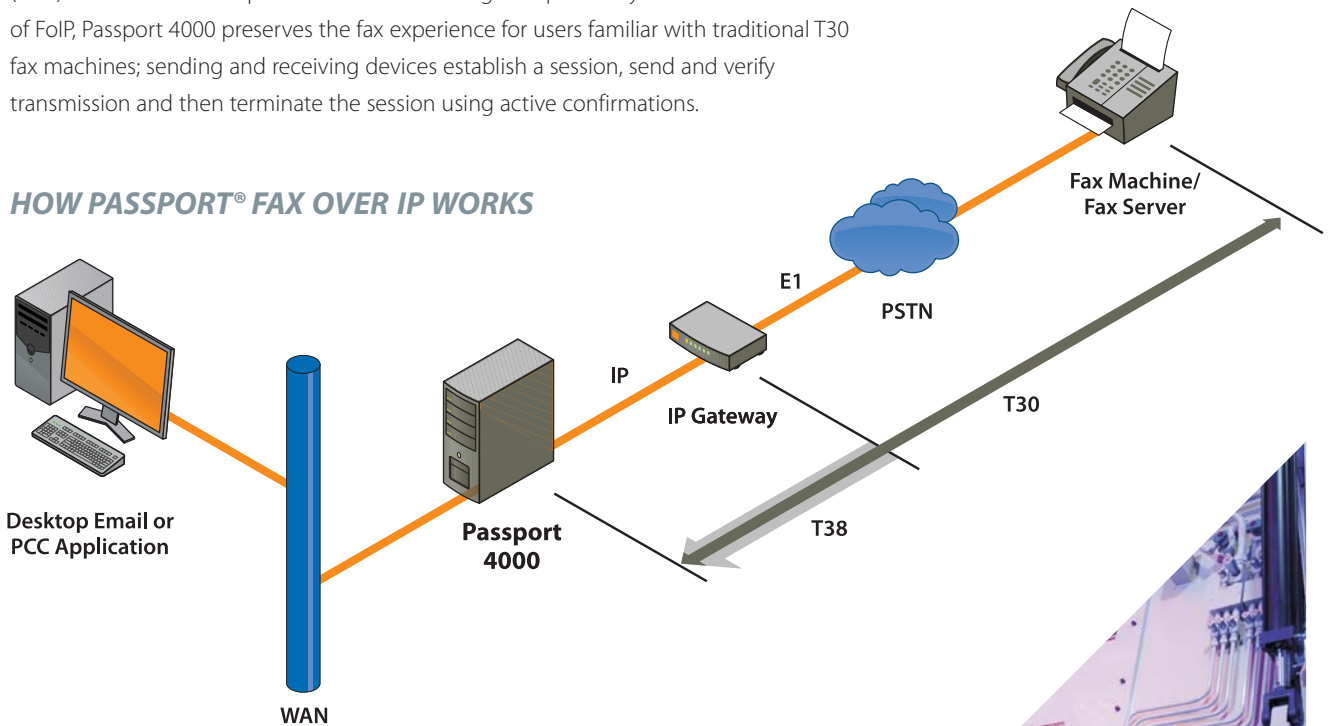 of FoIP, Passport 4000 preserves the fax experience for users familiar with traditional T30
fax machines; sending and receiving devices establish a session, send and verify
transmission and then terminate the session using active confirmations.
HOW PASSPORT® FAX OVER IP WORKS
Fax Machine/
Fax Server
E1
PSTN
IP
IP Gateway
T30
T38
Desktop Email or
PCC Application
Passport
4000
WAN